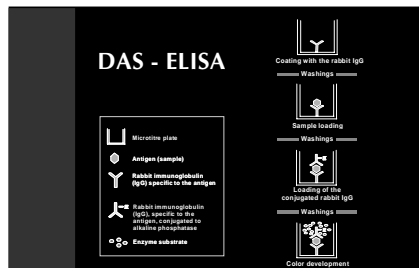 DAS - ELISA
Microtitre plate
Antigen (sample)
Rabbit immunoglobulin
(IgG) specific to the antigen
Rabbit immunoglobulin
(IgG), specific to the
antigen, conjugated to
alkaline phosphatase
Enzyme substrate
Coating with the rabbit IgG
Washings
Sample loading
Washings
Loading of the
conjugated rabbit IgG
Washings
Color development